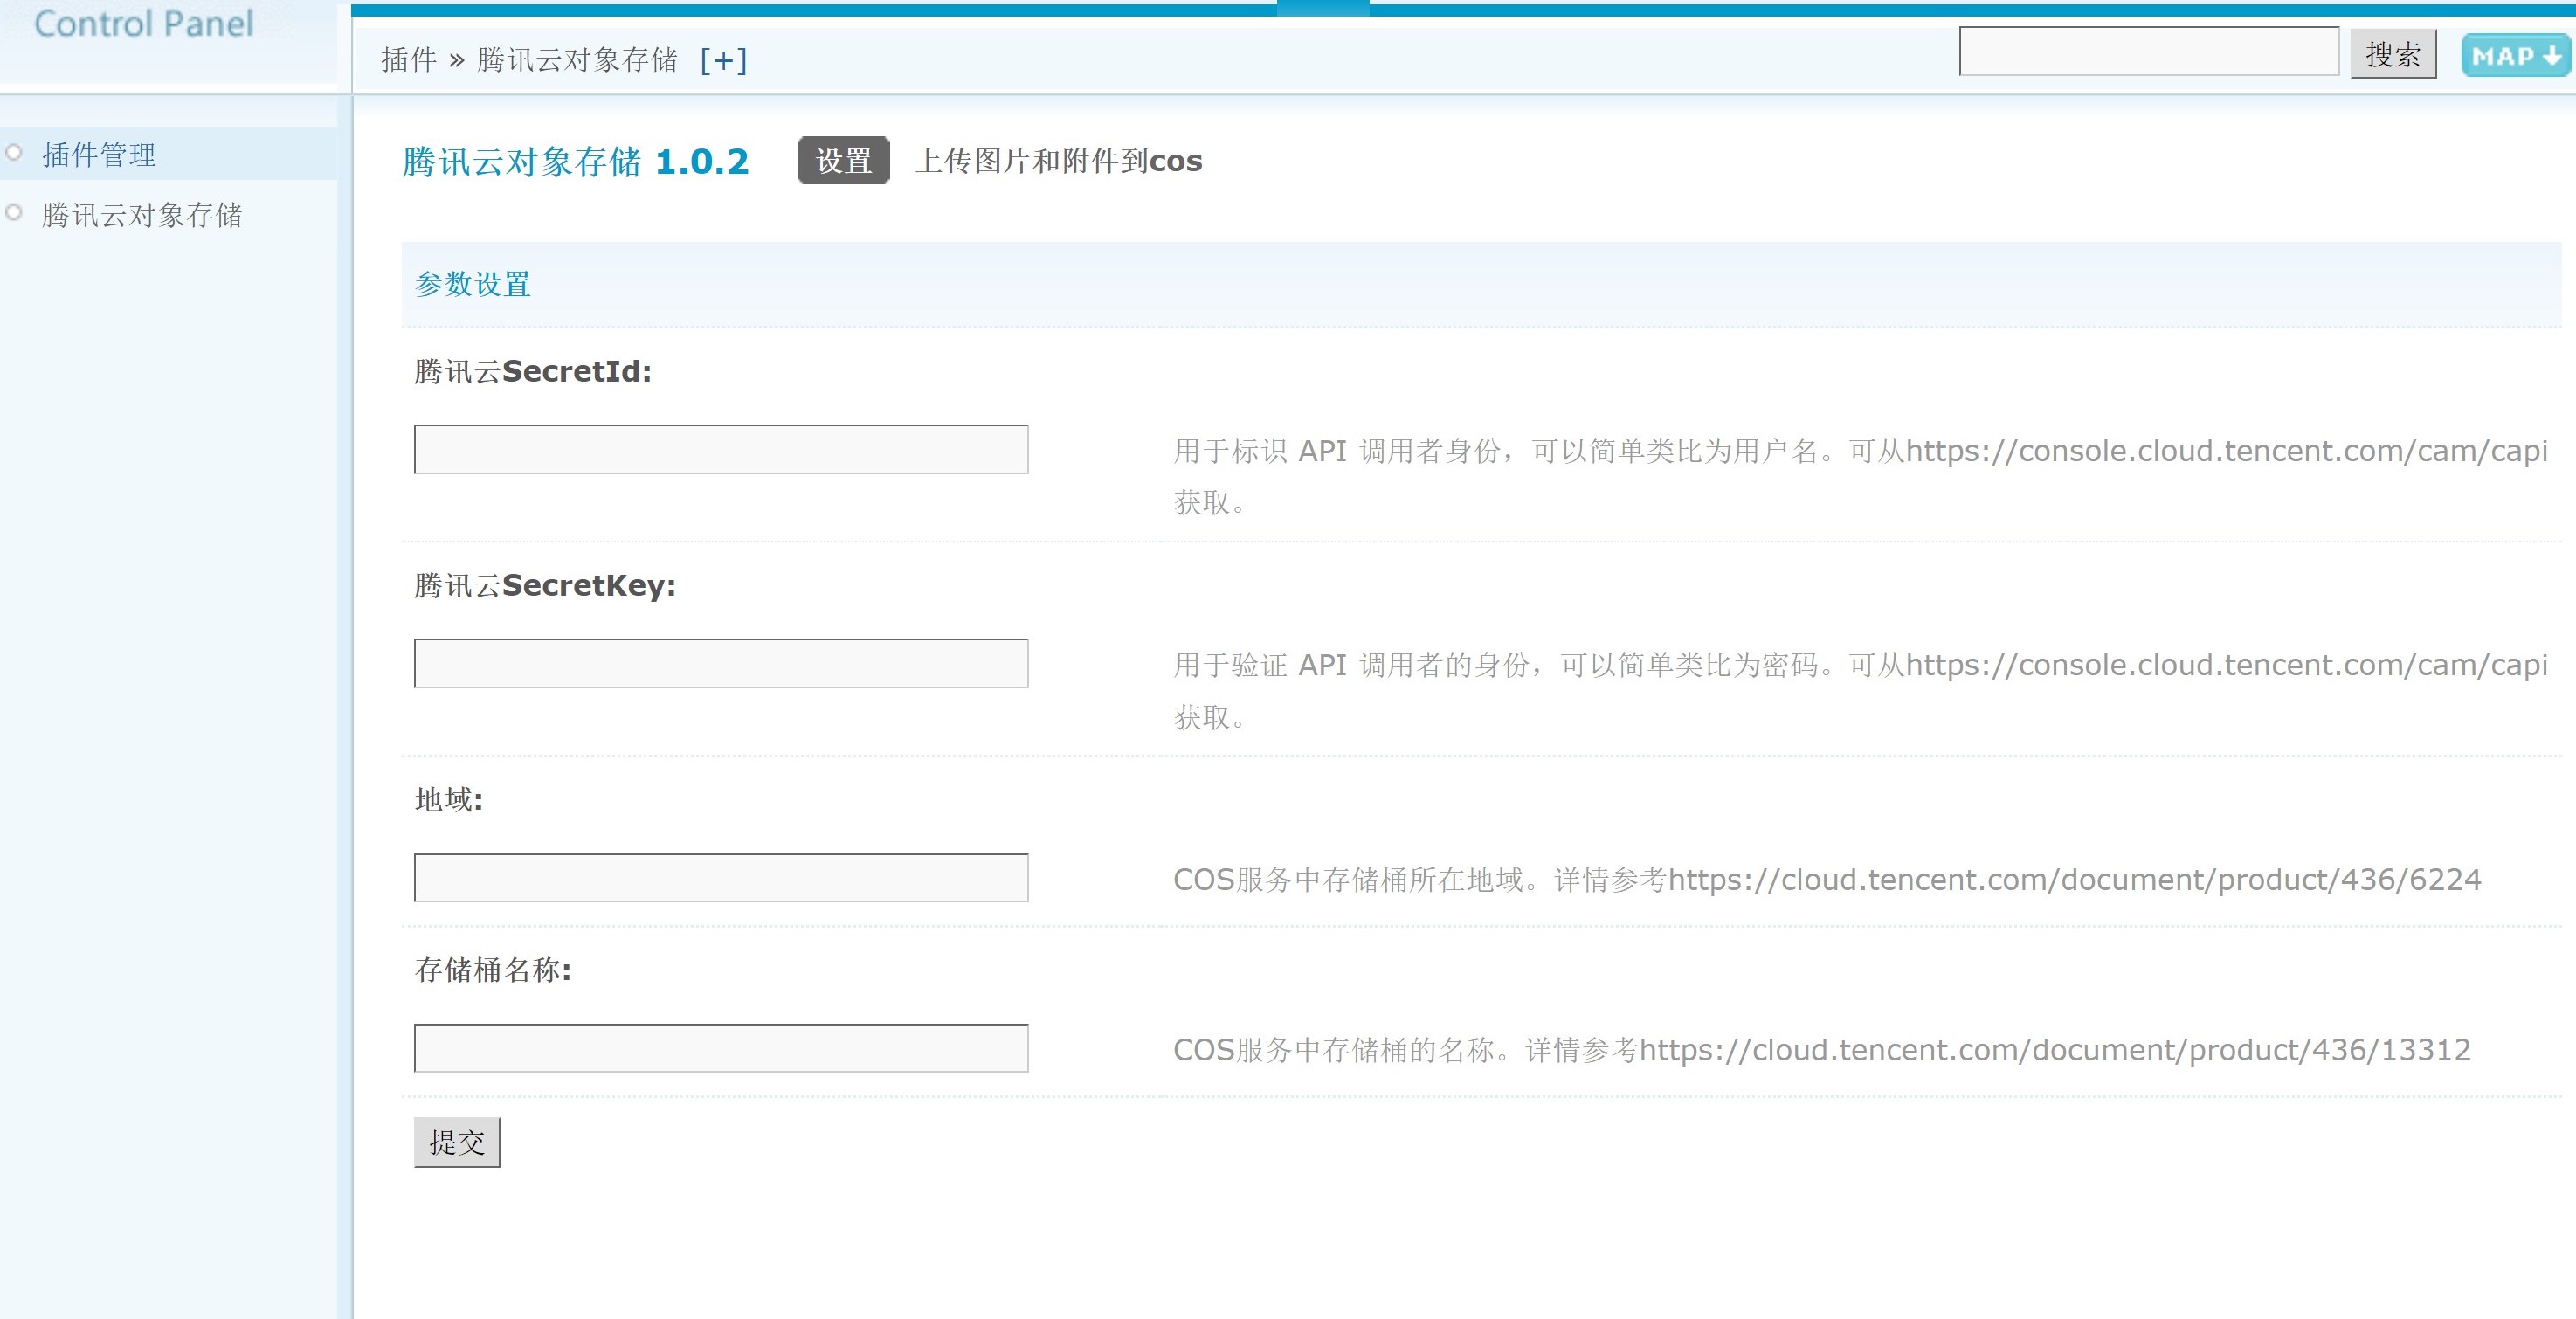 Control Panel
插件 » 腾讯云对象存储 [+]
搜索
MAP
插件管理
腾讯云对象存储
腾讯云对象存储 1.0.2 设置 上传图片和附件到cos
参数设置
腾讯云SecretId:
用于标识 API 调用者身份，可以简单类比为用户名。可从https://console.cloud.tencent.com/cam/capi
获取。
腾讯云SecretKey:
用于验证 API 调用者的身份，可以简单类比为密码。可从https://console.cloud.tencent.com/cam/capi
获取。
地域:
COS服务中存储桶所在地域。详情参考https://cloud.tencent.com/document/product/436/6224
存储桶名称:
COS服务中存储桶的名称。详情参考https://cloud.tencent.com/document/product/436/13312
提交